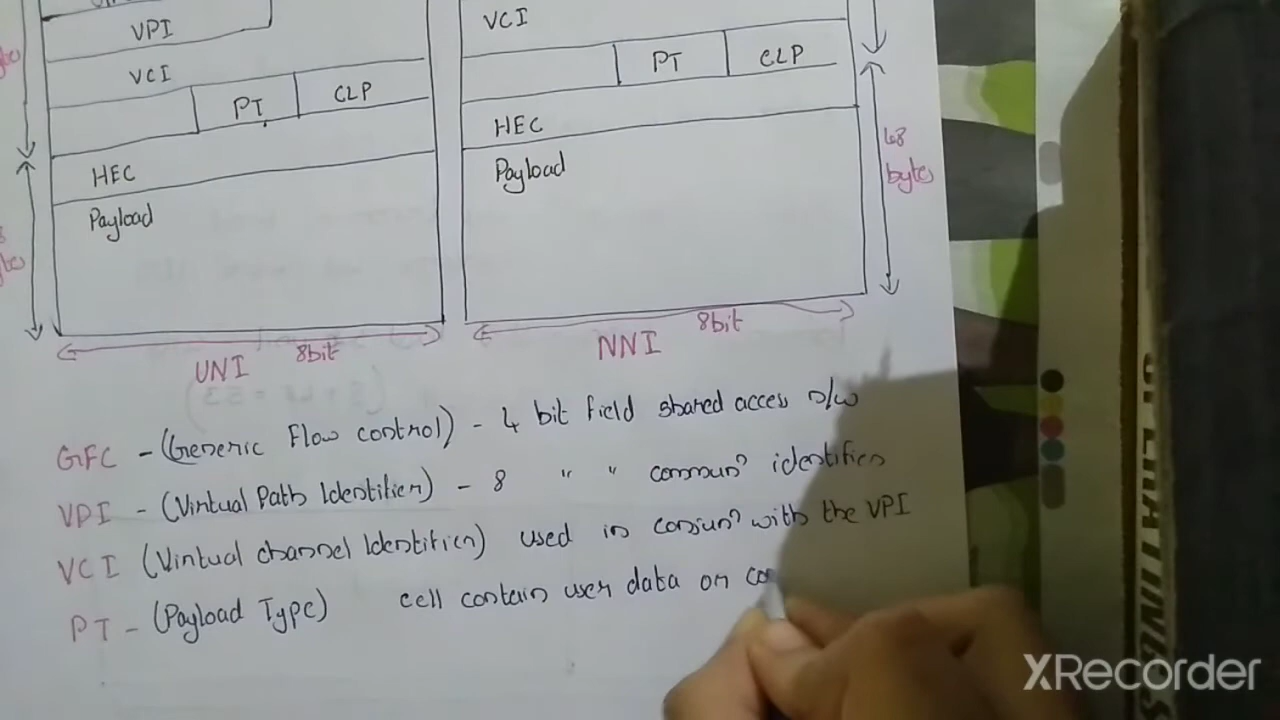 VPI
VCI
PT CLP
HEC
Payload
UNI 8bit
VCI
PT CLP
HEC
Payload
48
byte
NNI 8bit
GFC - (Generic Flow control) - 4 bit field shared access n/w
VPI - (Virtual Path Identifier) - 8 " " commun? identifier
VCI (Virtual channel Identifier) used in conjun? with the VPI
PT - (Payload Type) cell contain user data or co
XRecorder